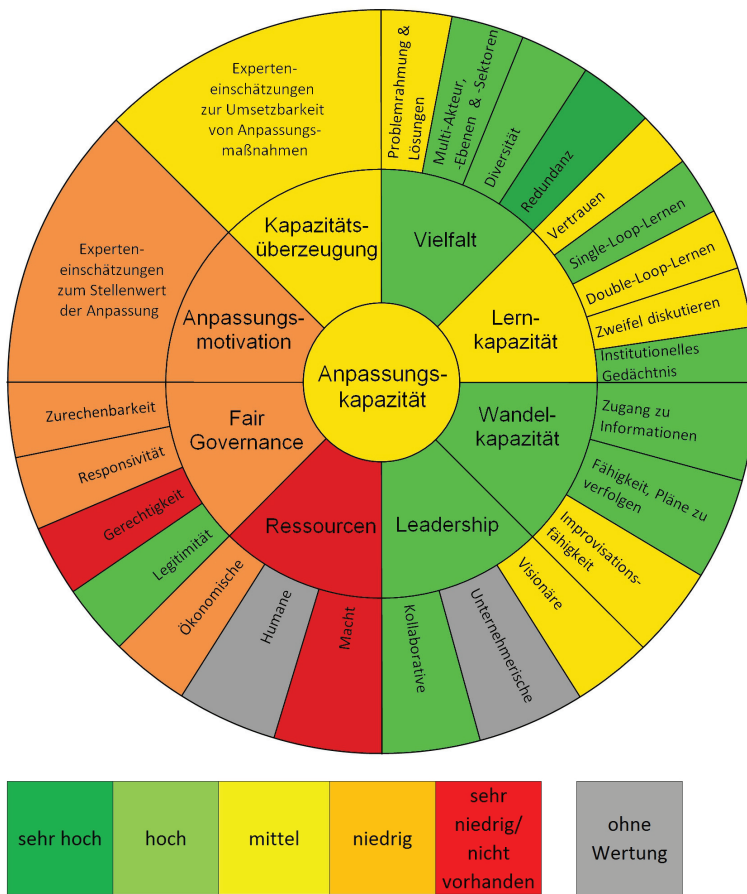 Experten-
einschätzungen
zur Umsetzbarkeit
von Anpassungs-
maßnahmen
Problemrahmung &
Lösungen
Multi-Akteur,
-Ebenen & -Sektoren
Diversität
Redundanz
Vertrauen
Single-Loop-Lernen
Double-Loop-Lernen
Zweifel diskutieren
Institutionelles
Gedächtnis
Zugang zu
Informationen
Fähigkeit, Pläne zu
verfolgen
Improvisations-
fähigkeit
Visionäre
Unternehmerische
Kollaborative
Macht
Humane
Ökonomische
Legitimität
Gerechtigkeit
Responsivität
Zurechenbarkeit
Experten-
einschätzungen
zum Stellenwert
der Anpassung
Kapazitäts-
überzeugung
Vielfalt
Lern-
kapazität
Wandel-
kapazität
Leadership
Ressourcen
Fair
Governance
Anpassungs-
motivation
Anpassungs-
kapazität
sehr hoch
hoch
mittel
niedrig
sehr
niedrig/
nicht
vorhanden
ohne
Wertung